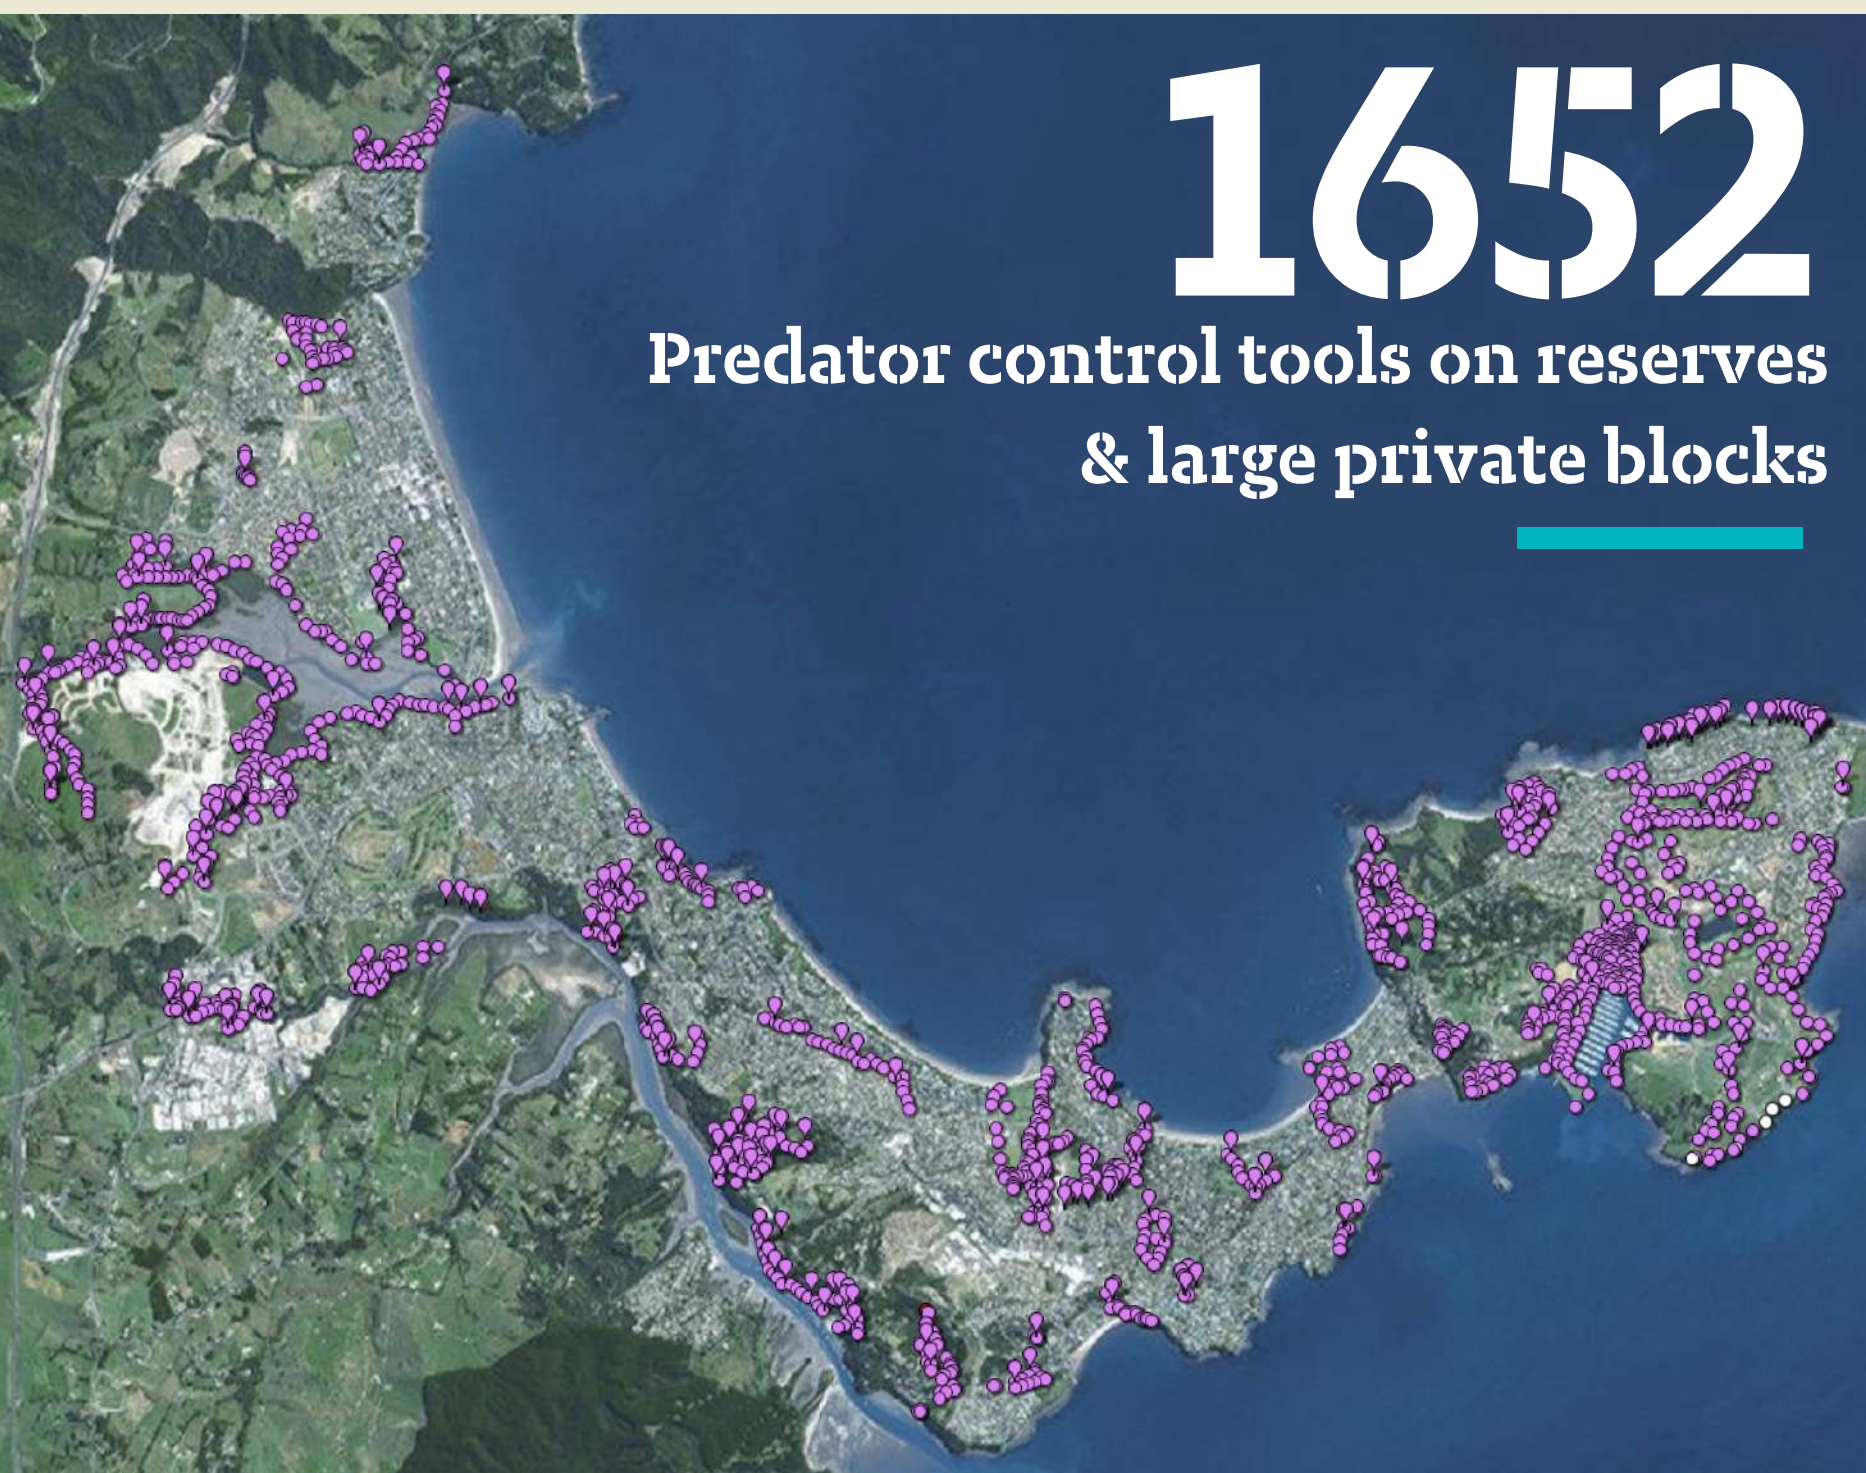 1652
Predator control tools on reserves
& large private blocks